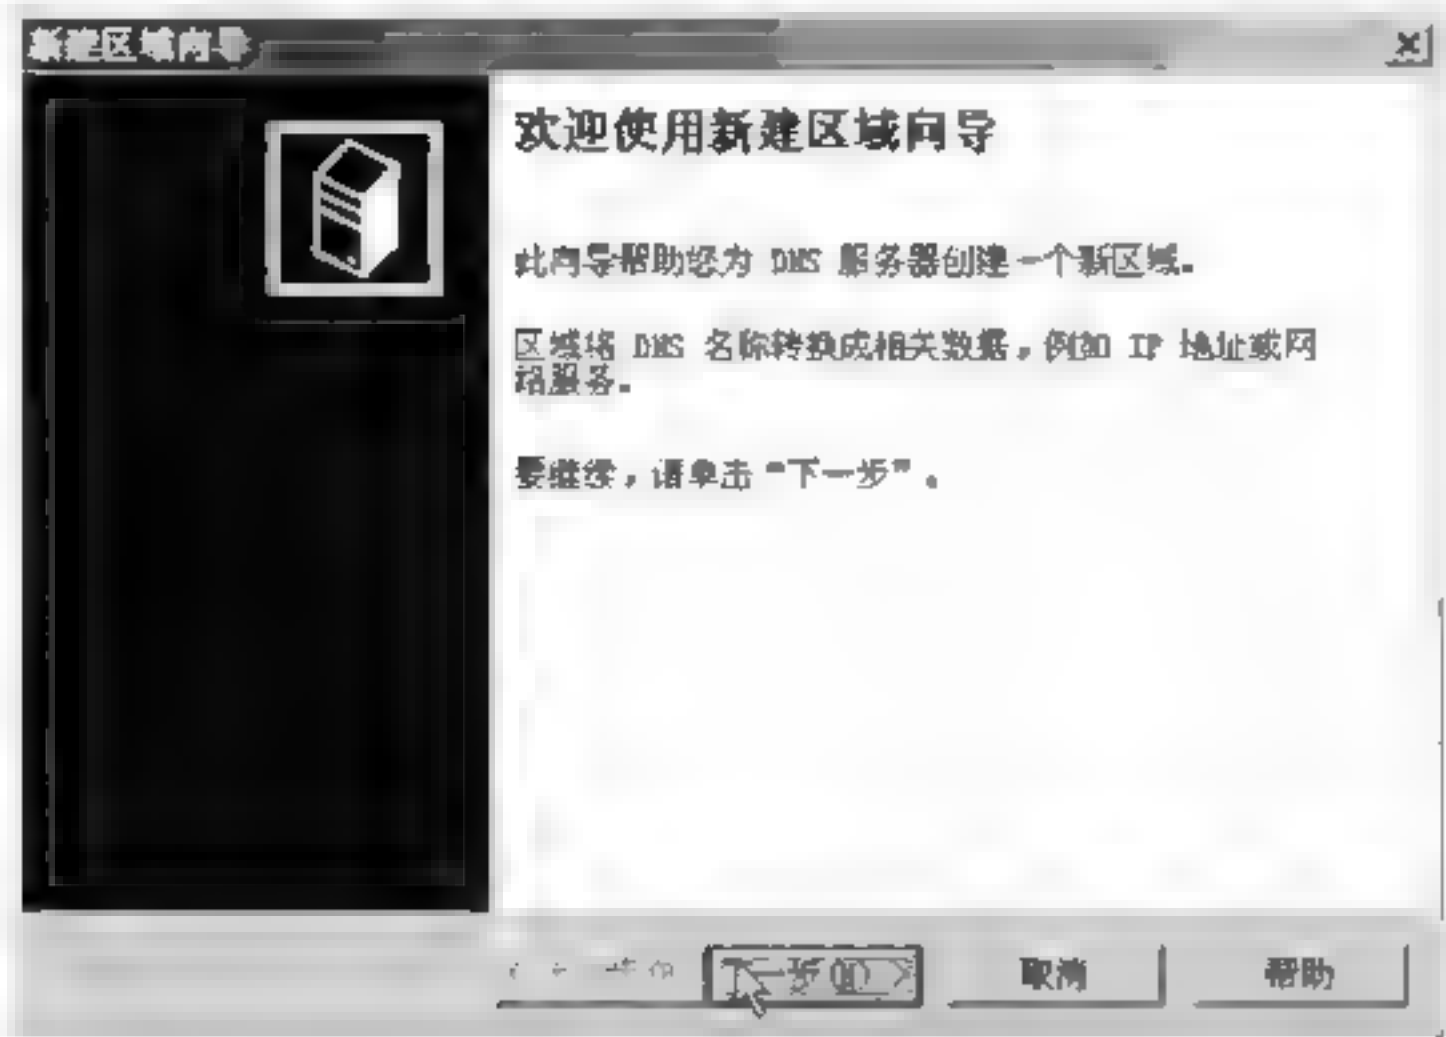 新建区域向导
欢迎使用新建区域向导
此向导帮助您为 DNS 服务器创建一个新区域。
区域将 DNS 名称转换成相关数据，例如 IP 地址或网
络服务。
要继续，请单击“下一步”。
下一步(N) >
取消
帮助